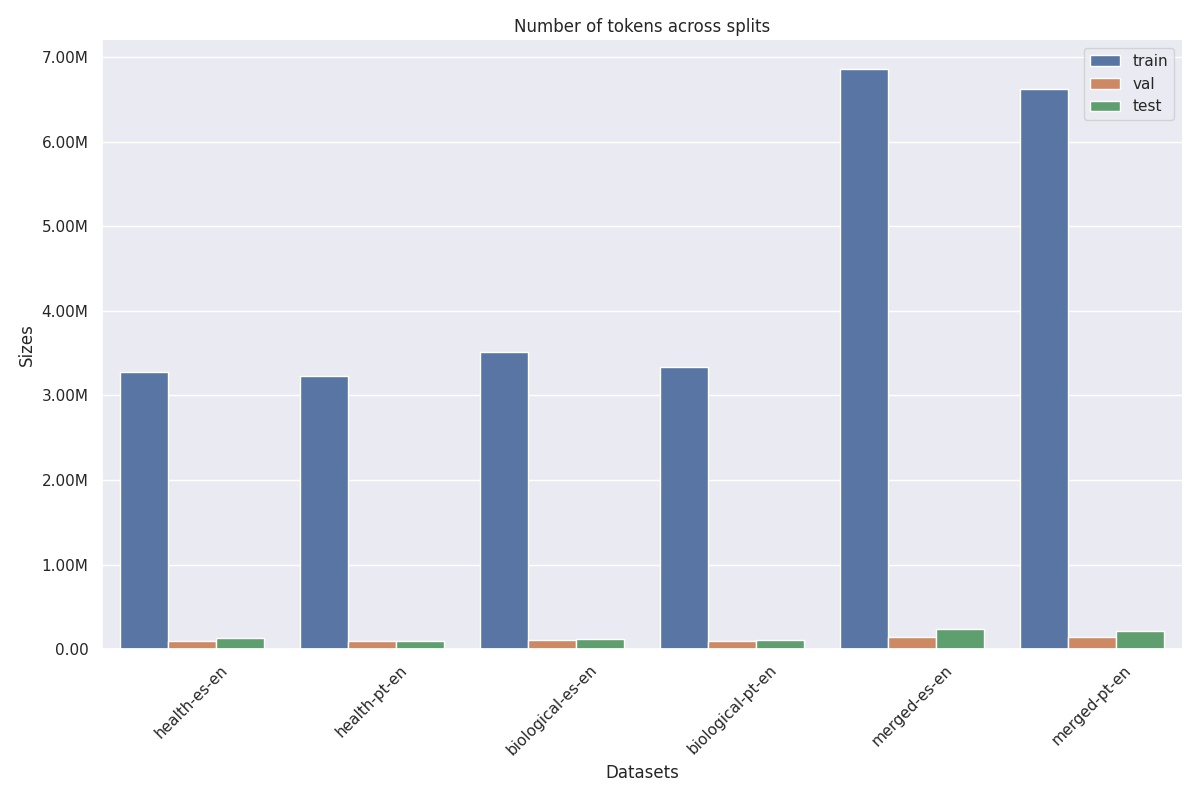 Number of tokens across splits
7.00M
6.00M
5.00M
4.00M
3.00M
2.00M
1.00M
0.00
Sizes
train
val
test
health-es-en
health-pt-en
biological-es-en
biological-pt-en
merged-es-en
merged-pt-en
Datasets